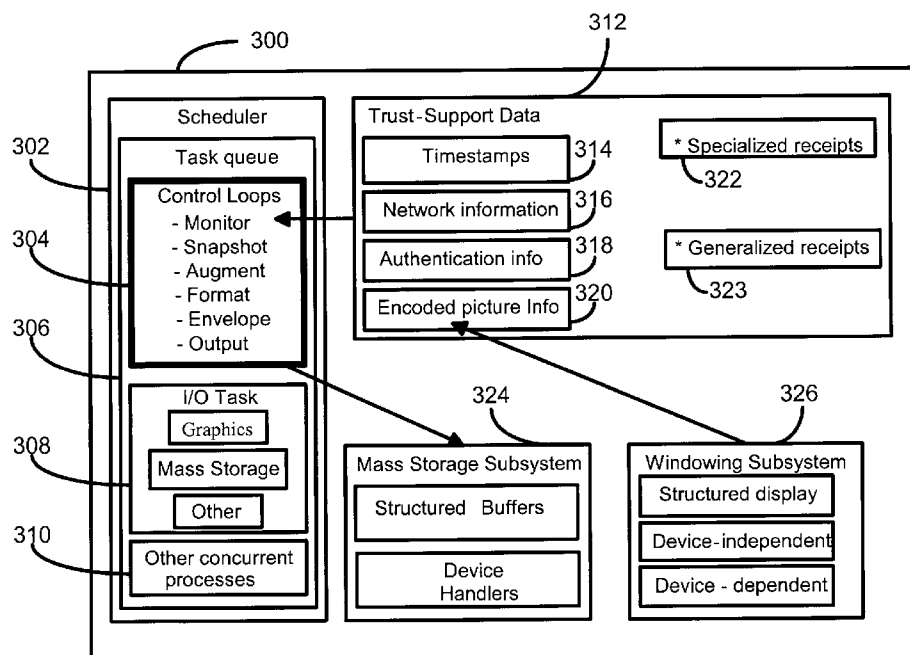 300
312
Scheduler
Task queue
Control Loops
- Monitor
- Snapshot
- Augment
- Format
- Envelope
- Output
I/O Task
Graphics
Mass Storage
Other
Other concurrent
processes
302
304
306
308
310
Trust-Support Data
Timestamps
314
Network information
316
Authentication info
318
Encoded picture Info
320
* Specialized receipts
322
* Generalized receipts
323
324
Mass Storage Subsystem
Structured Buffers
Device
Handlers
326
Windowing Subsystem
Structured display
Device-independent
Device - dependent